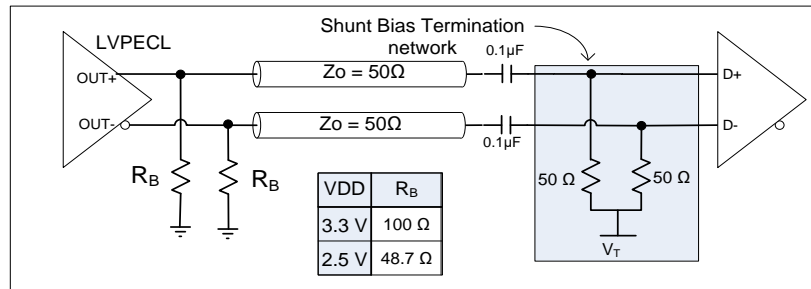 Shunt Bias Termination
network
LVPECL
0.1µF
OUT+
Zo = 50Ω
D+
OUT-
Zo = 50Ω
D-
0.1µF
RB
RB
VDD RB
3.3 V 100 Ω
2.5 V 48.7 Ω
50 Ω
50 Ω
VT